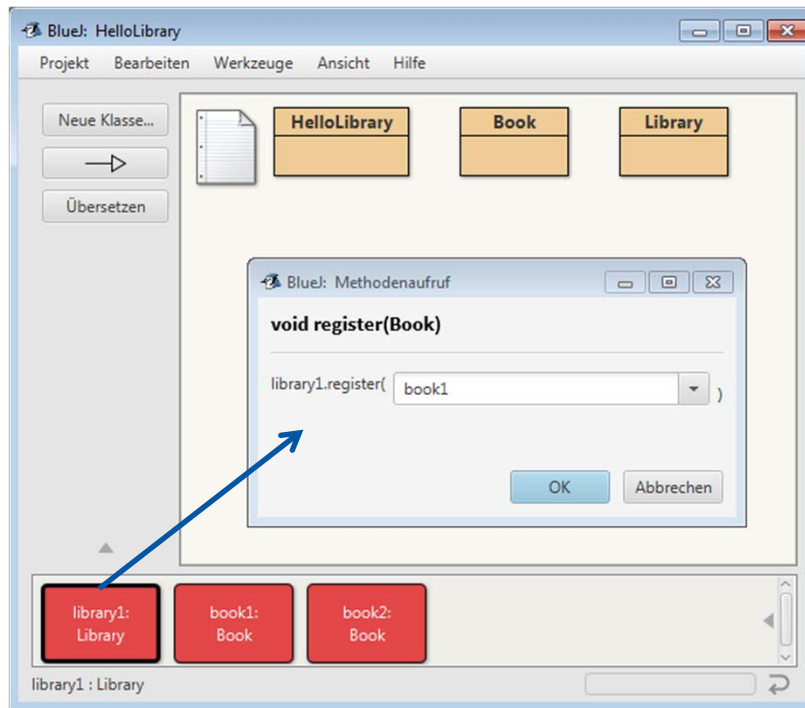 BlueJ: HelloLibrary
Projekt Bearbeiten Werkzeuge Ansicht Hilfe
Neue Klasse...
HelloLibrary Book Library
Übersetzen
BlueJ: Methodenaufruf
void register(Book)
library1.register( book1 )
OK Abbrechen
library1:
Library
book1:
Book
book2:
Book
library1 : Library